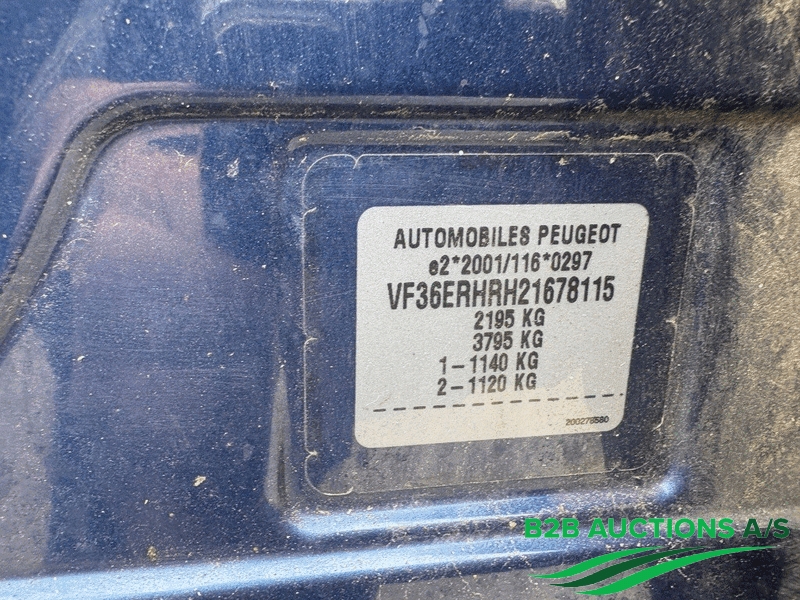 AUTOMOBILES PEUGEOT
e2*2001/116*0297
VF36ERHRH21678115
2195 KG
3795 KG
1-1140 KG
2-1120 KG
200278560
B2B AUCTIONS A/S